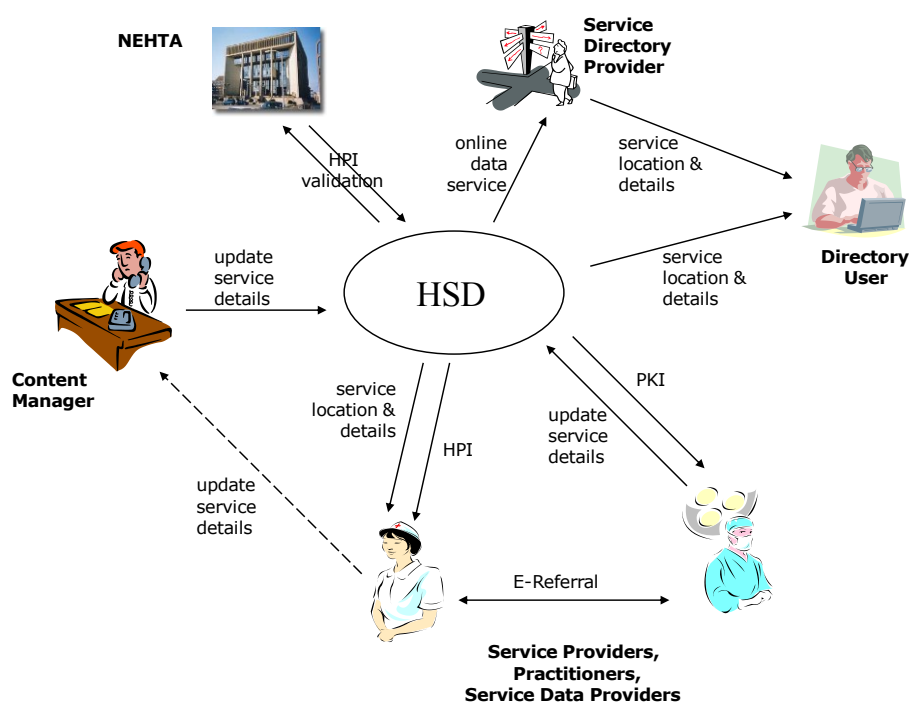 NEHTA
Service
Directory
Provider
HPI
validation
online
data
service
service
location &
details
update
service
details
HSD
service
location &
details
Directory
User
Content
Manager
service
location &
details
HPI
PKI
update
service
details
update
service
details
E-Referral
Service Providers,
Practitioners,
Service Data Providers